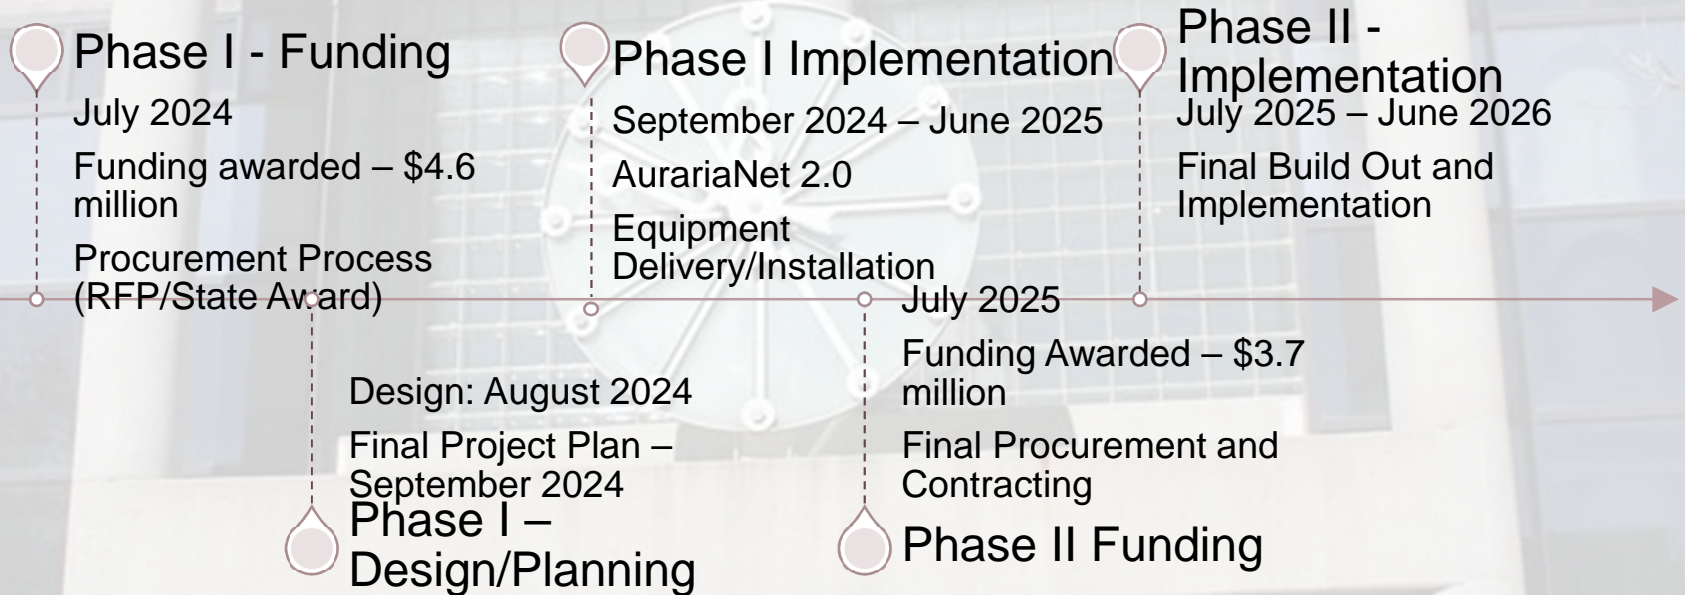 Phase I - Funding
July 2024
Funding awarded – $4.6
million
Procurement Process
(RFP/State Award)
Design: August 2024
Final Project Plan –
September 2024
Phase I –
Design/Planning
Phase I Implementation
September 2024 – June 2025
AurariaNet 2.0
Equipment
Delivery/Installation
July 2025
Funding Awarded – $3.7
million
Final Procurement and
Contracting
Phase II Funding
Phase II -
Implementation
July 2025 – June 2026
Final Build Out and
Implementation